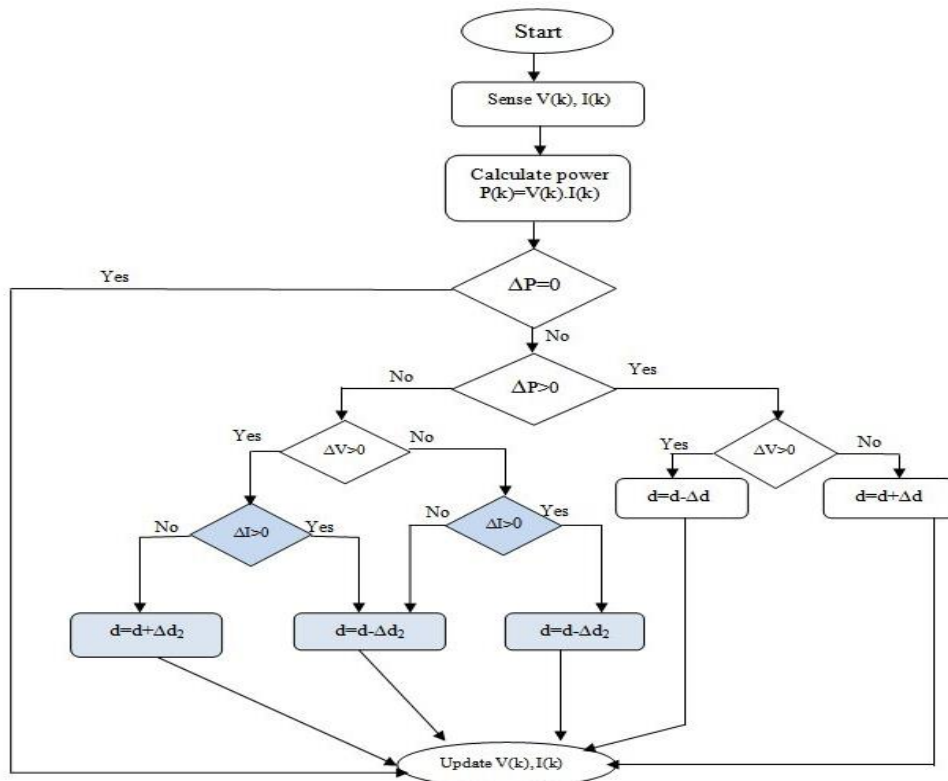 Start
Sense V(k), I(k)
Calculate power
P(k)=V(k).I(k)
Yes
ΔP=0
No
No
ΔP>0
Yes
Yes
ΔV>0
No
Yes
ΔV>0
No
d=d-Δd
d=d+Δd
No
ΔI>0
Yes
No
ΔI>0
Yes
d=d+Δd₂
d=d-Δd₂
d=d-Δd₂
Update V(k), I(k)